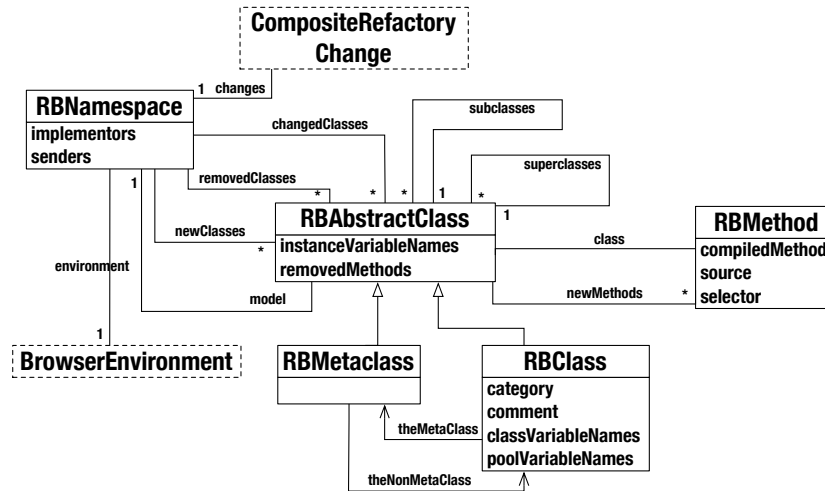 CompositeRefactory
Change
1 changes
RBNamespace
implementors
senders
changedClasses
subclasses
superclasses
1
removedClasses
*
*
*
1
*
1
RBAbstractClass
instanceVariableNames
removedMethods
newClasses
*
RBMethod
compiledMethod
source
selector
class
environment
model
newMethods
*
1
BrowserEnvironment
RBMetaclass
RBClass
category
comment
classVariableNames
poolVariableNames
theMetaClass
theNonMetaClass